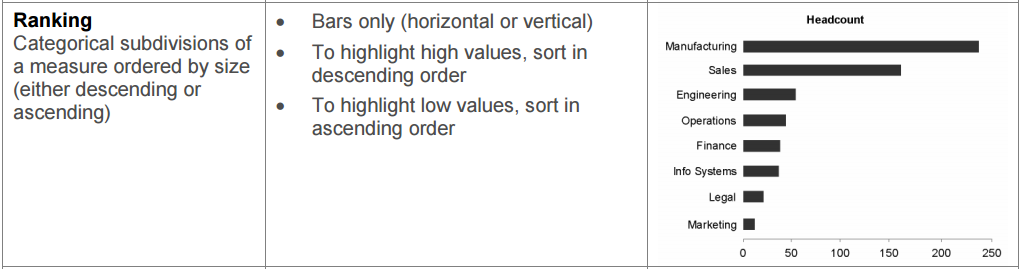 Ranking
Categorical subdivisions of
a measure ordered by size
(either descending or
ascending)
• Bars only (horizontal or vertical)
• To highlight high values, sort in
descending order
• To highlight low values, sort in
ascending order
Headcount
Manufacturing
Sales
Engineering
Operations
Finance
Info Systems
Legal
Marketing
0 50 100 150 200 250